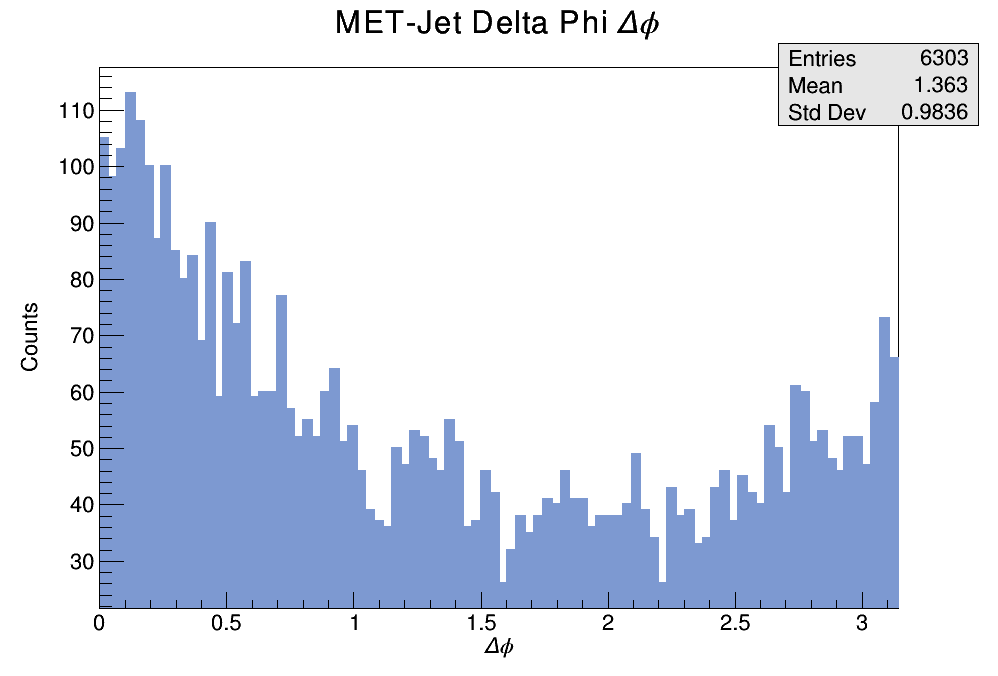 MET-Jet Delta Phi Δϕ
Entries 6303
Mean 1.363
Std Dev 0.9836
110
100
90
80
70
60
50
40
30
Counts
0 0.5 1 1.5 2 2.5 3
Δϕ